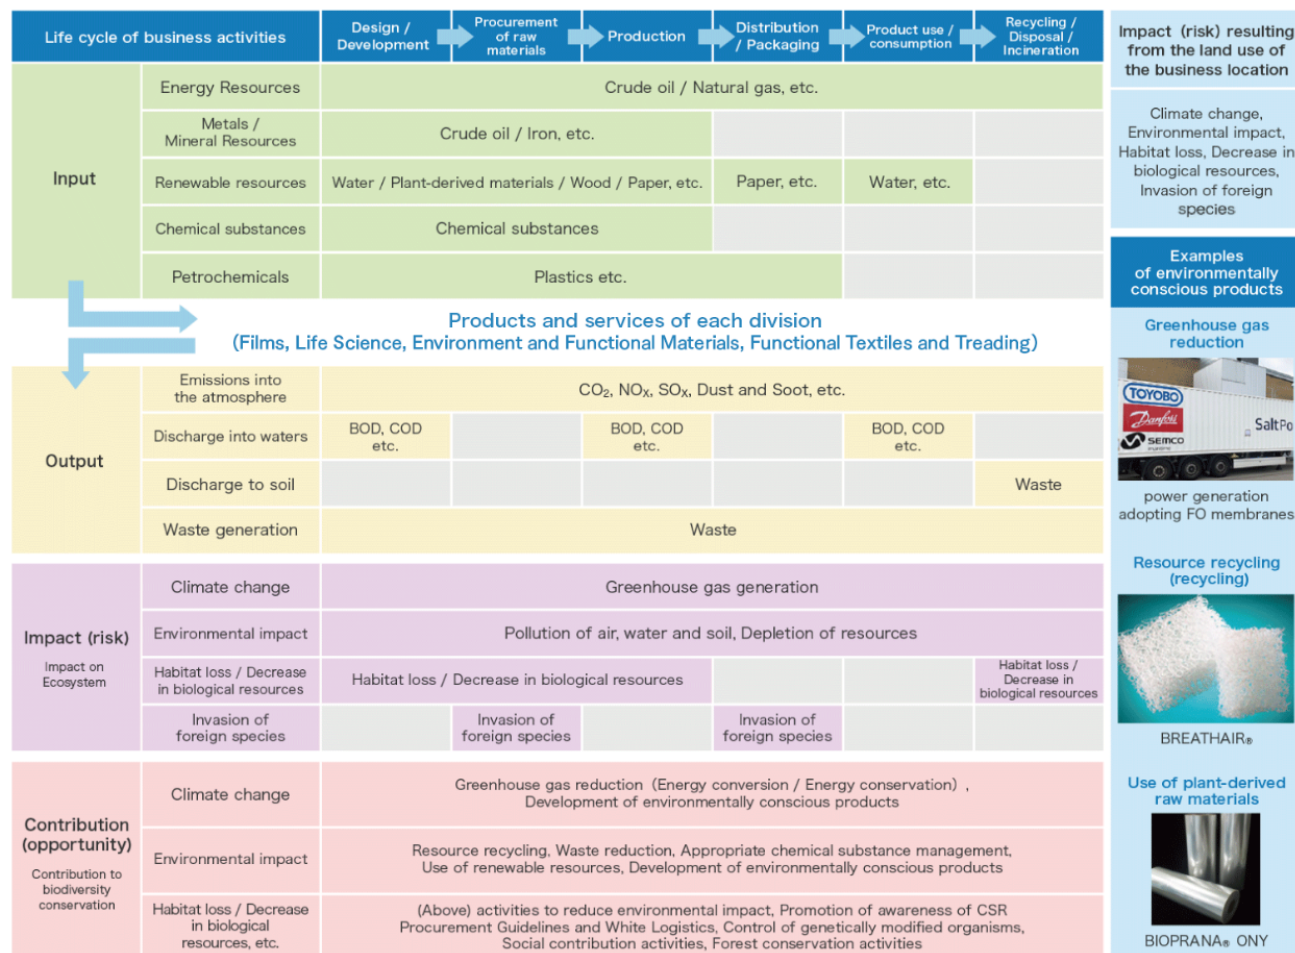 Life cycle of business activities
Design /
Development
Procurement
of raw
materials
Production
Distribution
/ Packaging
Product use /
consumption
Recycling /
Disposal /
Incineration
Input
Energy Resources
Crude oil / Natural gas, etc.
Metals /
Mineral Resources
Crude oil / Iron, etc.
Renewable resources
Water / Plant-derived materials / Wood / Paper, etc.
Paper, etc.
Water, etc.
Chemical substances
Chemical substances
Petrochemicals
Plastics etc.
Products and services of each division
(Films, Life Science, Environment and Functional Materials, Functional Textiles and Treading)
Output
Emissions into
the atmosphere
CO₂, NOx, SOx, Dust and Soot, etc.
Discharge into waters
BOD, COD
etc.
BOD, COD
etc.
BOD, COD
etc.
Discharge to soil
Waste
Waste generation
Waste
Impact (risk)
Impact on
Ecosystem
Climate change
Greenhouse gas generation
Environmental impact
Pollution of air, water and soil, Depletion of resources
Habitat loss / Decrease
in biological resources
Habitat loss / Decrease in biological resources
Habitat loss /
Decrease in
biological resources
Invasion of
foreign species
Invasion of
foreign species
Invasion of
foreign species
Contribution
(opportunity)
Contribution to
biodiversity
conservation
Climate change
Greenhouse gas reduction (Energy conversion / Energy conservation) ,
Development of environmentally conscious products
Environmental impact
Resource recycling, Waste reduction, Appropriate chemical substance management,
Use of renewable resources, Development of environmentally conscious products
Habitat loss / Decrease
in biological
resources, etc.
(Above) activities to reduce environmental impact, Promotion of awareness of CSR
Procurement Guidelines and White Logistics, Control of genetically modified organisms,
Social contribution activities, Forest conservation activities
Impact (risk) resulting
from the land use of
the business location
Climate change,
Environmental impact,
Habitat loss, Decrease in
biological resources,
Invasion of foreign
species
Examples
of environmentally
conscious products
Greenhouse gas
reduction
TOYOBO
Danfoss
SEMCO
SaltPo
power generation
adopting FO membranes
Resource recycling
(recycling)
BREATHAIR®
Use of plant-derived
raw materials
BIOPRANA® ONY